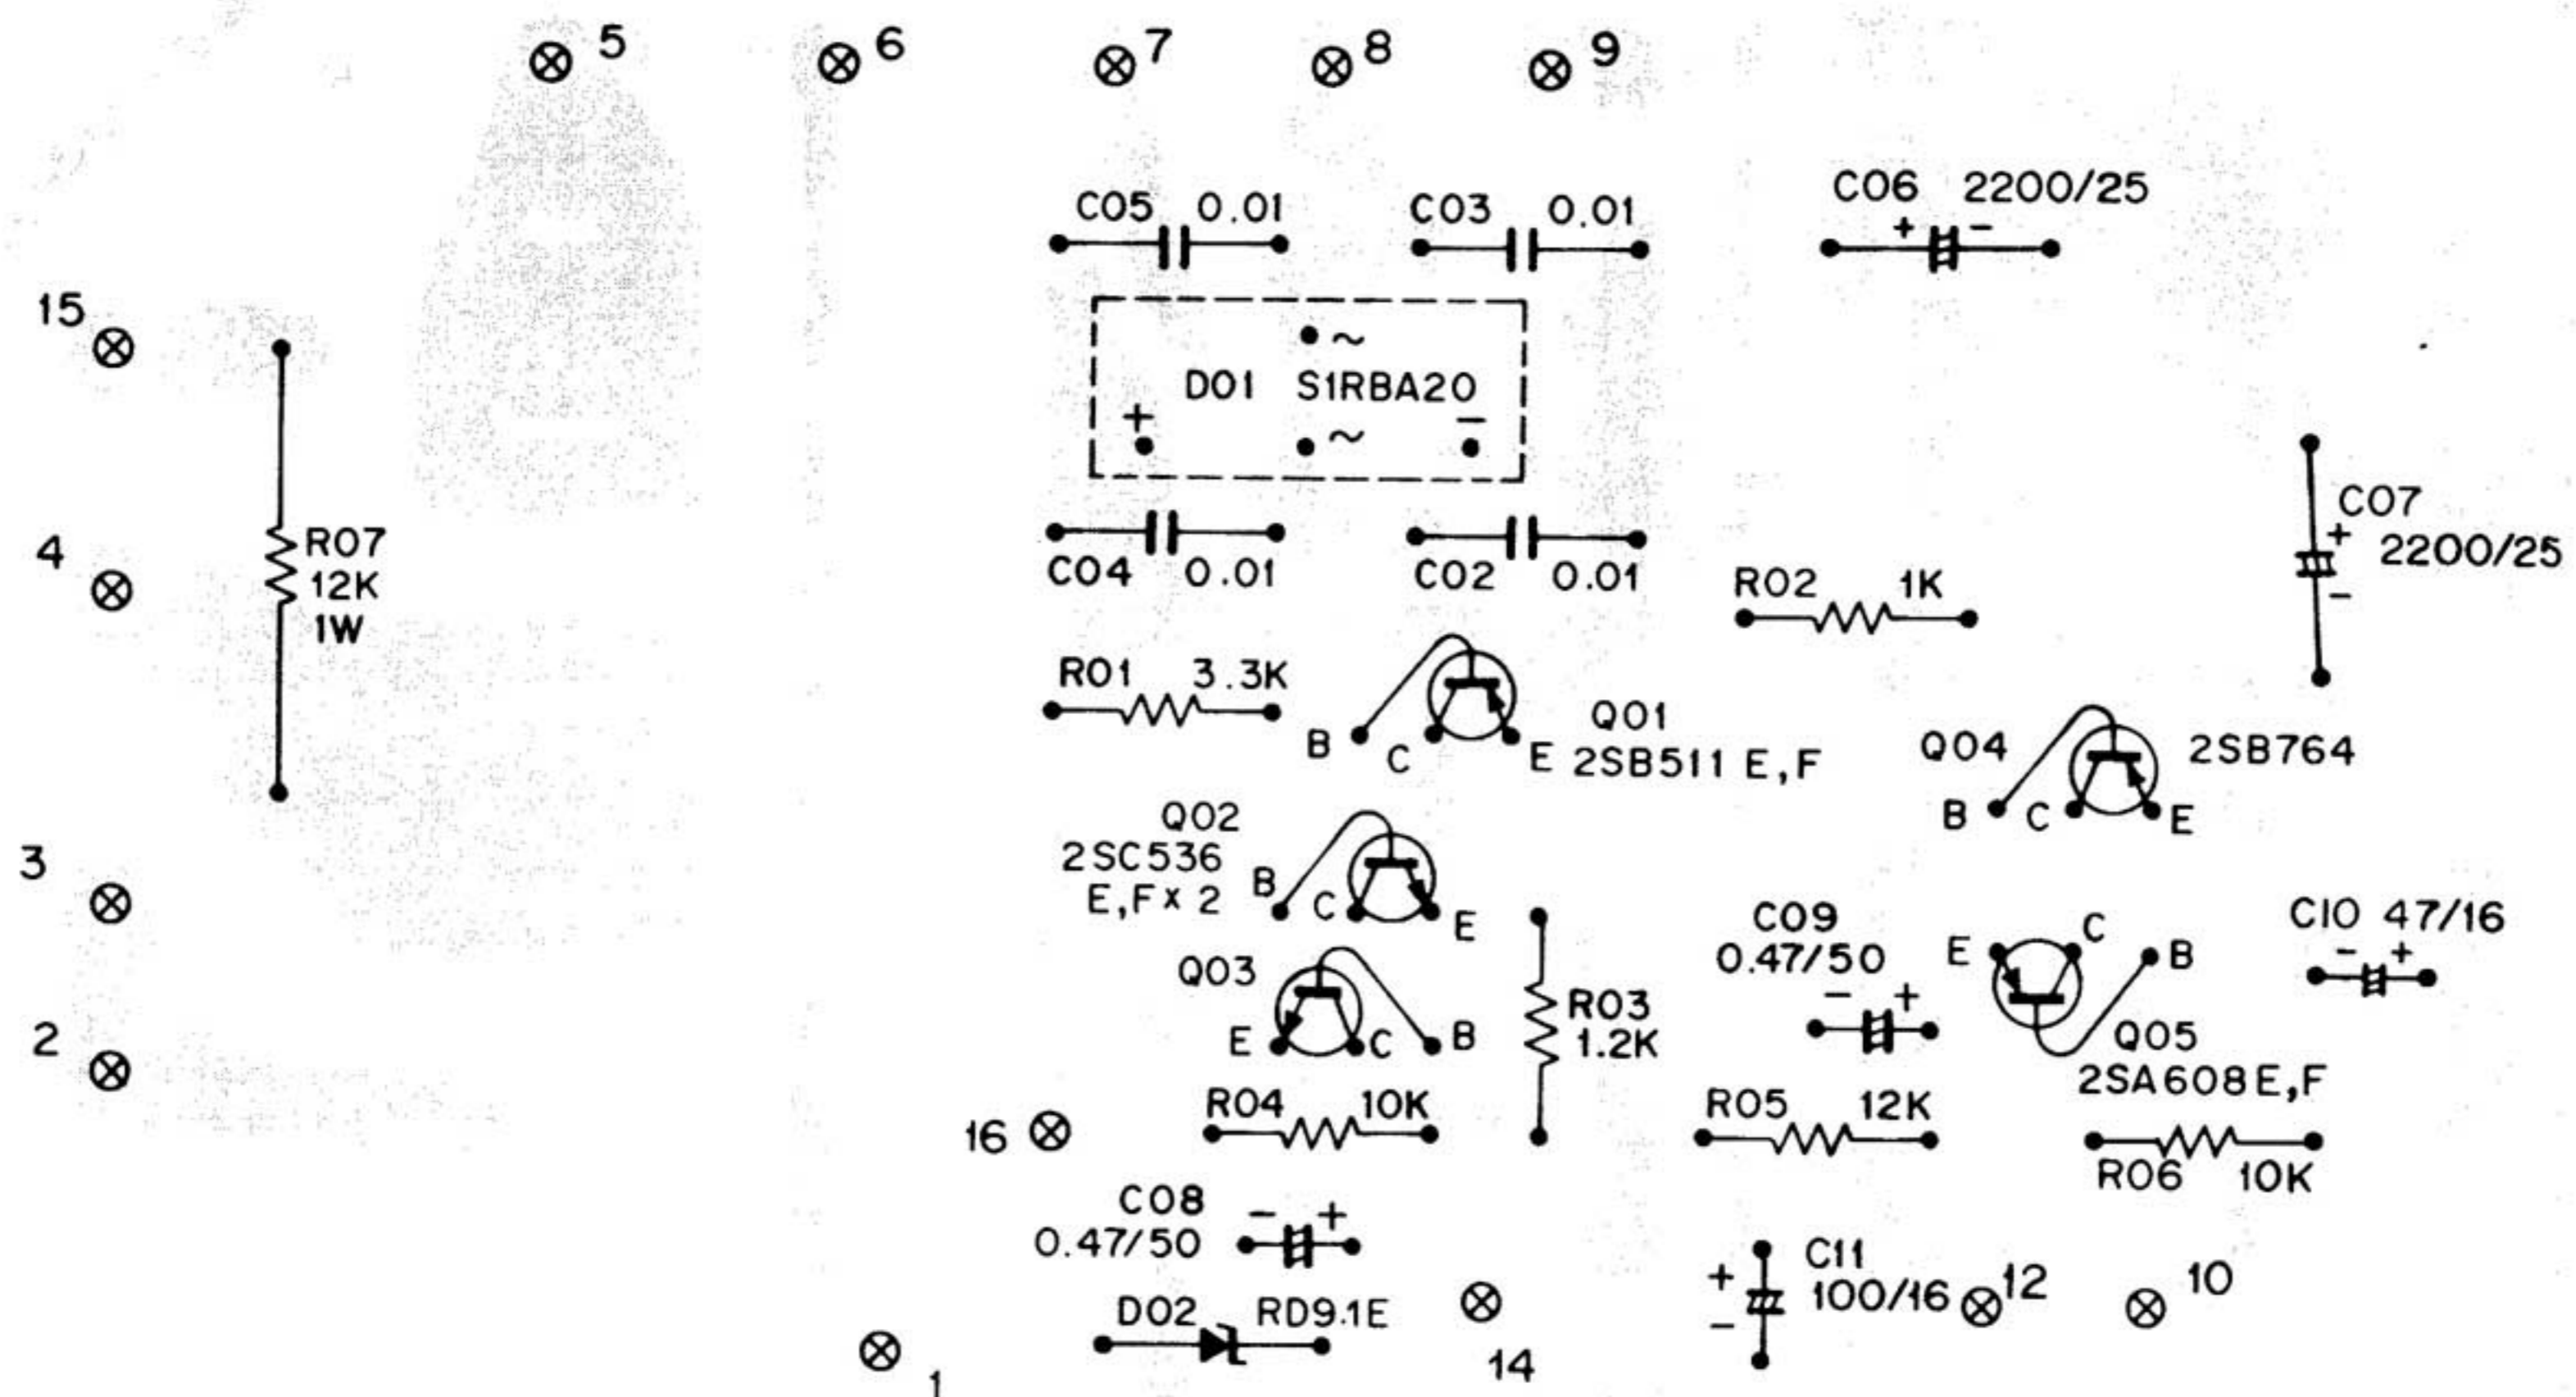 5
6
7
8
9
C05 0.01
C03 0.01
C06 2200/25
+ -
15
~
D01 S1RBA20
+ ~ -
C07
+
2200/25
-
4
R07
12K
1W
C04 0.01
C02 0.01
R02 1K
R01 3.3K
B C E
Q01
2SB511 E,F
Q04
2SB764
B C E
Q02
2SC536
E,F x 2
B C E
3
C09
0.47/50
- +
E C B
C10 47/16
- +
Q03
E C B
R03
1.2K
Q05
2SA608E,F
2
16
R04 10K
R05 12K
R06 10K
C08
0.47/50
- +
C11
100/16
+
-
12
10
D02 RD9.1E
14
1